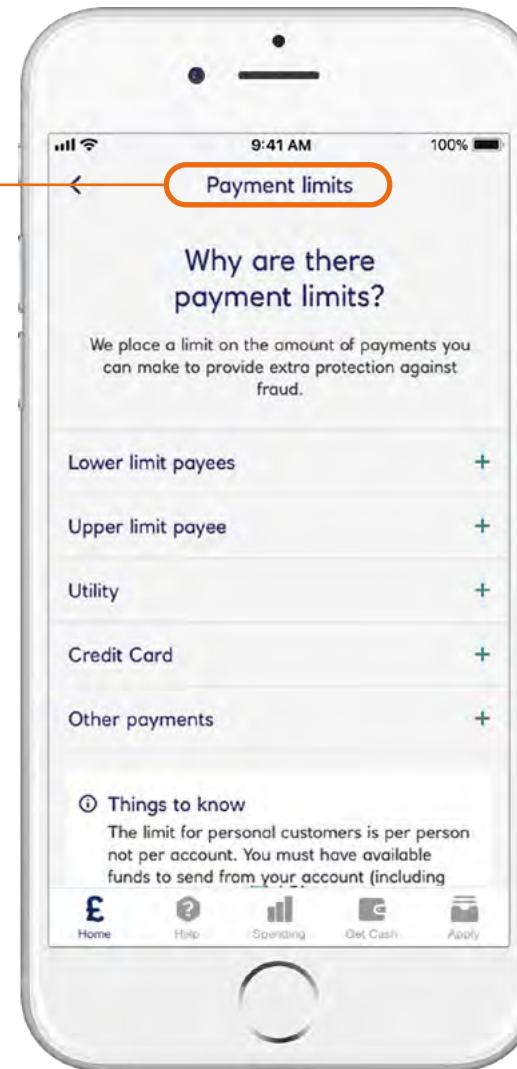 9:41 AM 100%
Payment limits
Why are there
payment limits?
We place a limit on the amount of payments you
can make to provide extra protection against
fraud.
Lower limit payees +
Upper limit payee +
Utility +
Credit Card +
Other payments +
Things to know
The limit for personal customers is per person
not per account. You must have available
funds to send from your account (including
£
Home Help Spending Get Cash Apply